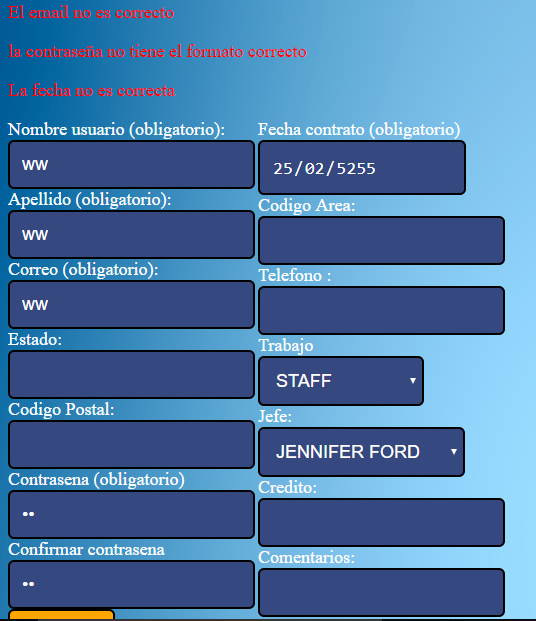 El email no es correcto
la contraseña no tiene el formato correcto
La fecha no es correcta
Nombre usuario (obligatorio):
ww
Apellido (obligatorio):
ww
Correo (obligatorio):
ww
Estado:
Codigo Postal:
Contrasena (obligatorio)
••
Confirmar contrasena
••
Fecha contrato (obligatorio)
25/02/5255
Codigo Area:
Telefono :
Trabajo
STAFF
Jefe:
JENNIFER FORD
Credito:
Comentarios: